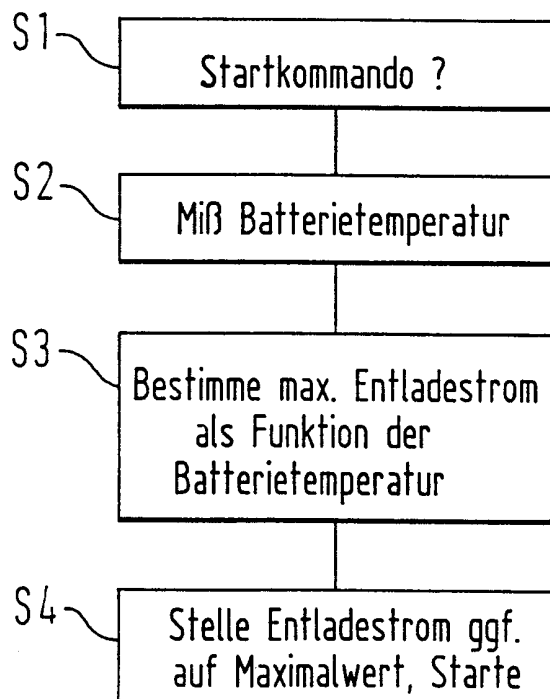 S1
Startkommando ?
S2
Miß Batterietemperatur
S3
Bestimme max. Entladestrom
als Funktion der
Batterietemperatur
S4
Stelle Entladestrom ggf.
auf Maximalwert, Starte